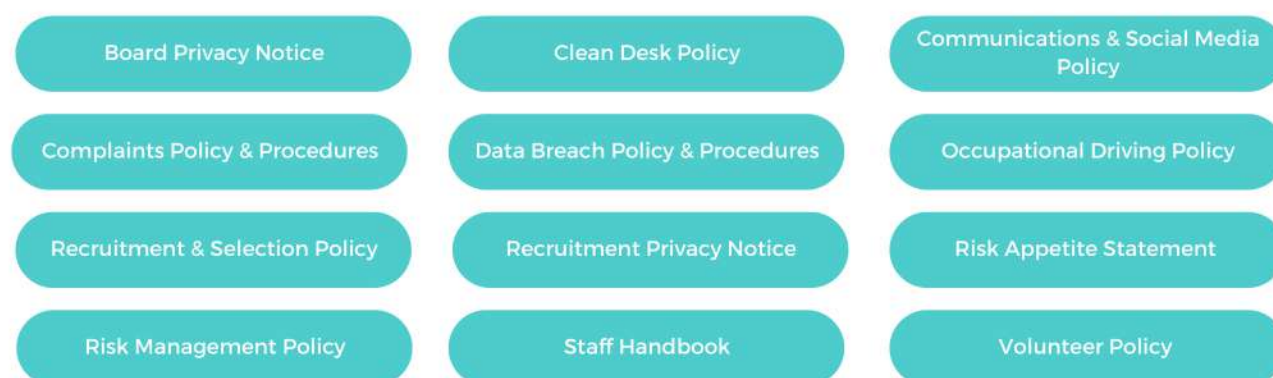 Board Privacy Notice
Clean Desk Policy
Communications & Social Media
Policy
Complaints Policy & Procedures
Data Breach Policy & Procedures
Occupational Driving Policy
Recruitment & Selection Policy
Recruitment Privacy Notice
Risk Appetite Statement
Risk Management Policy
Staff Handbook
Volunteer Policy